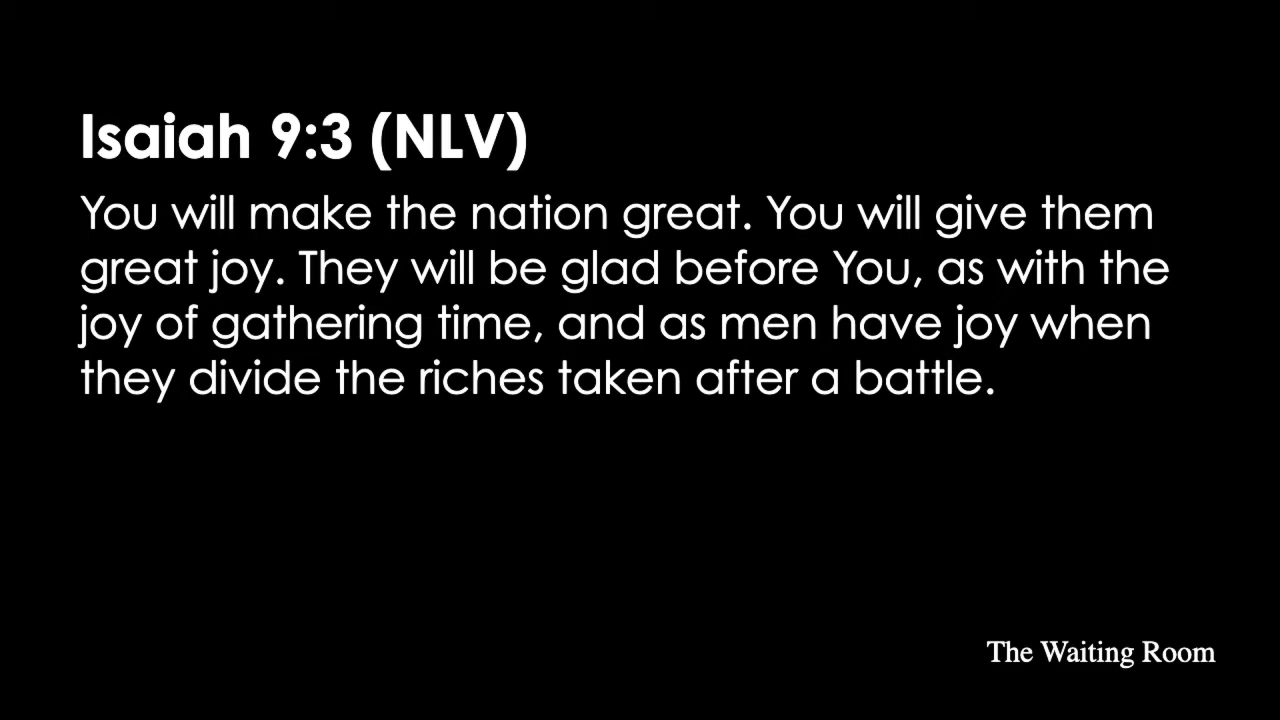 Isaiah 9:3 (NLV)
You will make the nation great. You will give them
great joy. They will be glad before You, as with the
joy of gathering time, and as men have joy when
they divide the riches taken after a battle.
The Waiting Room